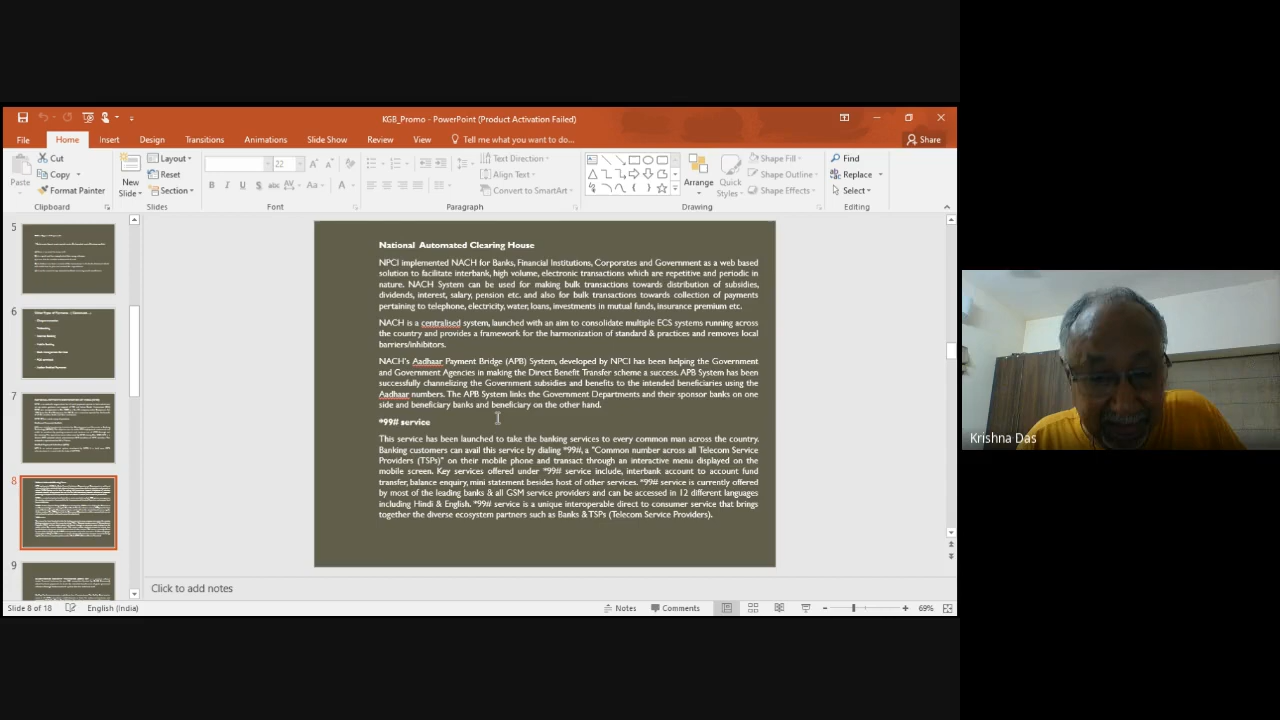 KGB_Promo - PowerPoint (Product Activation Failed)
File Home Insert Design Transitions Animations Slide Show Review View Tell me what you want to do... Share
Paste Cut Copy Format Painter Clipboard
New Slide Layout Reset Section Slides
22 Font
Text Direction Align Text Convert to SmartArt Paragraph
Arrange Quick Styles Shape Fill Shape Outline Shape Effects Drawing
Find Replace Select Editing
5
6
7
8
9
National Automated Clearing House
NPCI implemented NACH for Banks, Financial Institutions, Corporates and Government as a web based
solution to facilitate interbank, high volume, electronic transactions which are repetitive and periodic in
nature. NACH System can be used for making bulk transactions towards distribution of subsidies,
dividends, interest, salary, pension etc. and also for bulk transactions towards collection of payments
pertaining to telephone, electricity, water, loans, investments in mutual funds, insurance premium etc.
NACH is a centralised system, launched with an aim to consolidate multiple ECS systems running across
the country and provides a framework for the harmonization of standard & practices and removes local
barriers/inhibitors.
NACH's Aadhaar Payment Bridge (APB) System, developed by NPCI has been helping the Government
and Government Agencies in making the Direct Benefit Transfer scheme a success. APB System has been
successfully channelizing the Government subsidies and benefits to the intended beneficiaries using the
Aadhaar numbers. The APB System links the Government Departments and their sponsor banks on one
side and beneficiary banks and beneficiary on the other hand.
*99# service
This service has been launched to take the banking services to every common man across the country.
Banking customers can avail this service by dialing *99#, a "Common number across all Telecom Service
Providers (TSPs)" on their mobile phone and transact through an interactive menu displayed on the
mobile screen. Key services offered under *99# service include, interbank account to account fund
transfer, balance enquiry, mini statement besides host of other services. *99# service is currently offered
by most of the leading banks & all GSM service providers and can be accessed in 12 different languages
including Hindi & English. *99# service is a unique interoperable direct to consumer service that brings
together the diverse ecosystem partners such as Banks & TSPs (Telecom Service Providers).
Click to add notes
Slide 8 of 18 English (India) Notes Comments 69%
Krishna Das